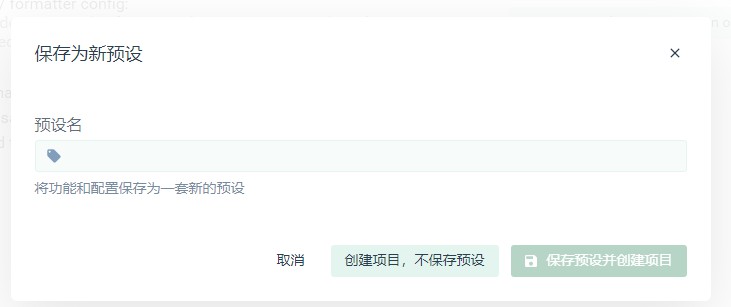 / formatter config:
保存为新预设
预设名
将功能和配置保存为一套新的预设
取消
创建项目，不保存预设
保存预设并创建项目